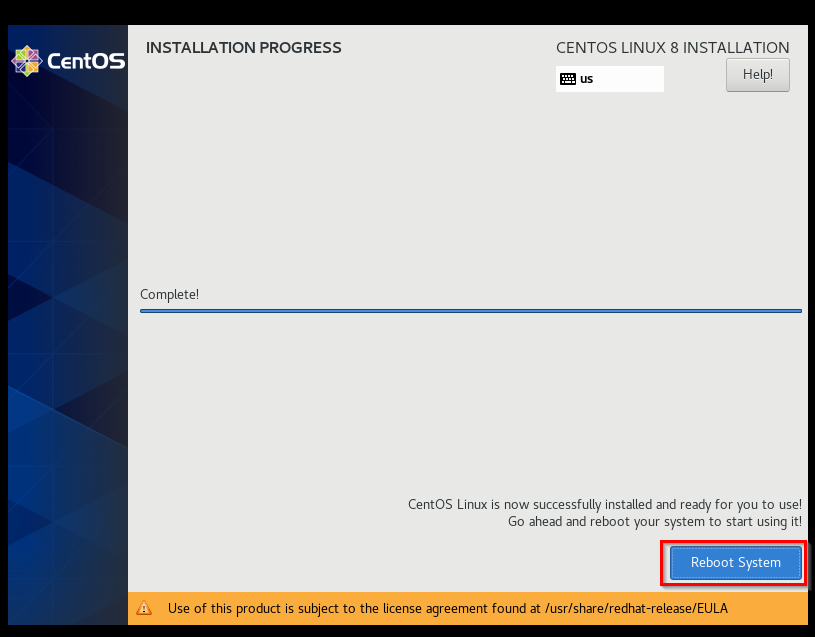 CentOS
INSTALLATION PROGRESS
CENTOS LINUX 8 INSTALLATION
us
Help!
Complete!
CentOS Linux is now successfully installed and ready for you to use!
Go ahead and reboot your system to start using it!
Reboot System
Use of this product is subject to the license agreement found at /usr/share/redhat-release/EULA